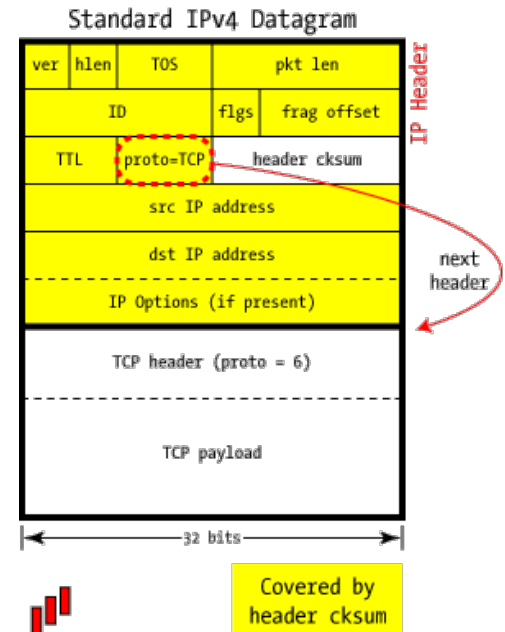 Standard IPv4 Datagram
ver hlen TOS pkt len
IP Header
ID flgs frag offset
TTL proto=TCP header cksum
src IP address
dst IP address
next
header
IP Options (if present)
TCP header (proto = 6)
TCP payload
32 bits
Covered by
header cksum